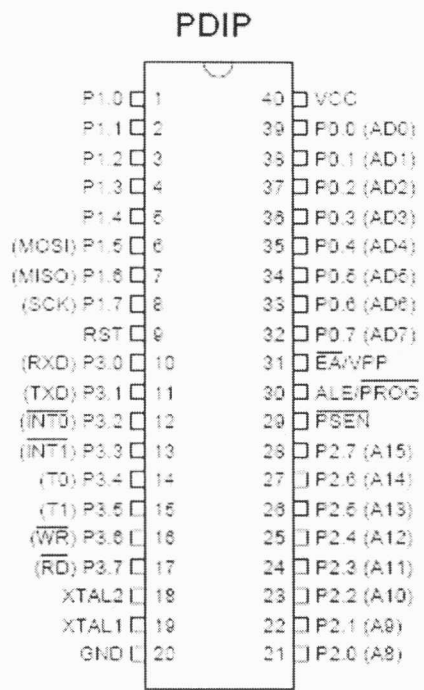 PDIP
P1.0 1 40 VCC
P1.1 2 39 P0.0 (AD0)
P1.2 3 38 P0.1 (AD1)
P1.3 4 37 P0.2 (AD2)
P1.4 5 36 P0.3 (AD3)
(MOSI) P1.5 6 35 P0.4 (AD4)
(MISO) P1.6 7 34 P0.5 (AD5)
(SCK) P1.7 8 33 P0.6 (AD6)
RST 9 32 P0.7 (AD7)
(RXD) P3.0 10 31 E̅A̅/VPP
(TXD) P3.1 11 30 ALE/P̅R̅O̅G̅
(I̅N̅T̅0̅) P3.2 12 29 P̅S̅E̅N̅
(I̅N̅T̅1̅) P3.3 13 28 P2.7 (A15)
(T0) P3.4 14 27 P2.6 (A14)
(T1) P3.5 15 26 P2.5 (A13)
(W̅R̅) P3.6 16 25 P2.4 (A12)
(R̅D̅) P3.7 17 24 P2.3 (A11)
XTAL2 18 23 P2.2 (A10)
XTAL1 19 22 P2.1 (A9)
GND 20 21 P2.0 (A8)